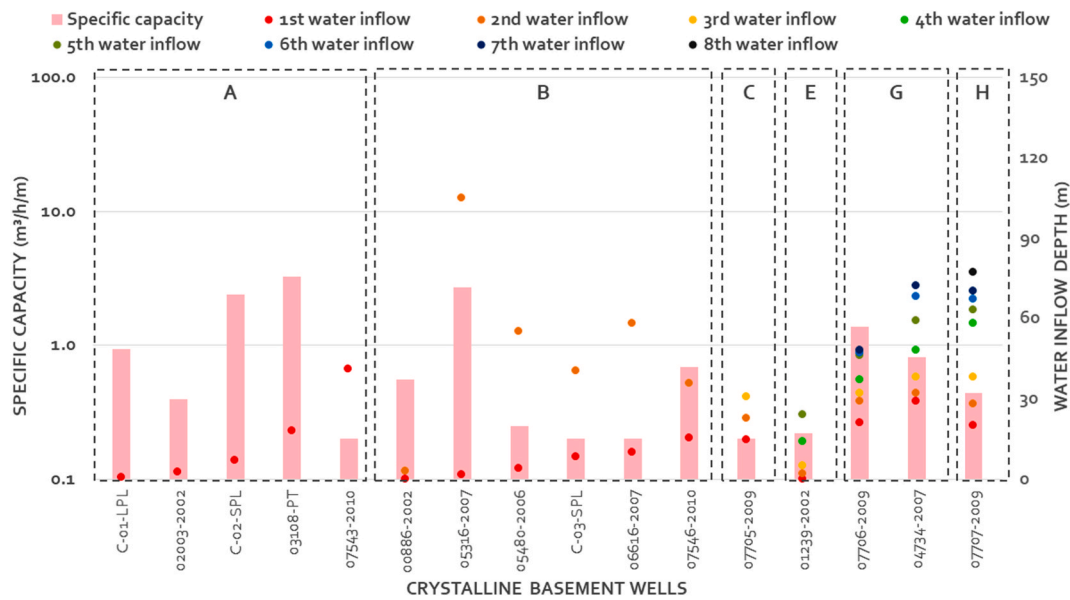 Specific capacity 1st water inflow 2nd water inflow 3rd water inflow 4th water inflow
5th water inflow 6th water inflow 7th water inflow 8th water inflow
100.0 150
A B C E G H
120
10.0
90
SPECIFIC CAPACITY (m³/h/m)
WATER INFLOW DEPTH (m)
60
1.0
30
0.1 0
C-01-LPL
02003-2002
C-02-SPL
03108-PT
07543-2010
00886-2002
05316-2007
05480-2006
C-03-SPL
06616-2007
07546-2010
07705-2009
01239-2002
07706-2009
04734-2007
07707-2009
CRYSTALLINE BASEMENT WELLS